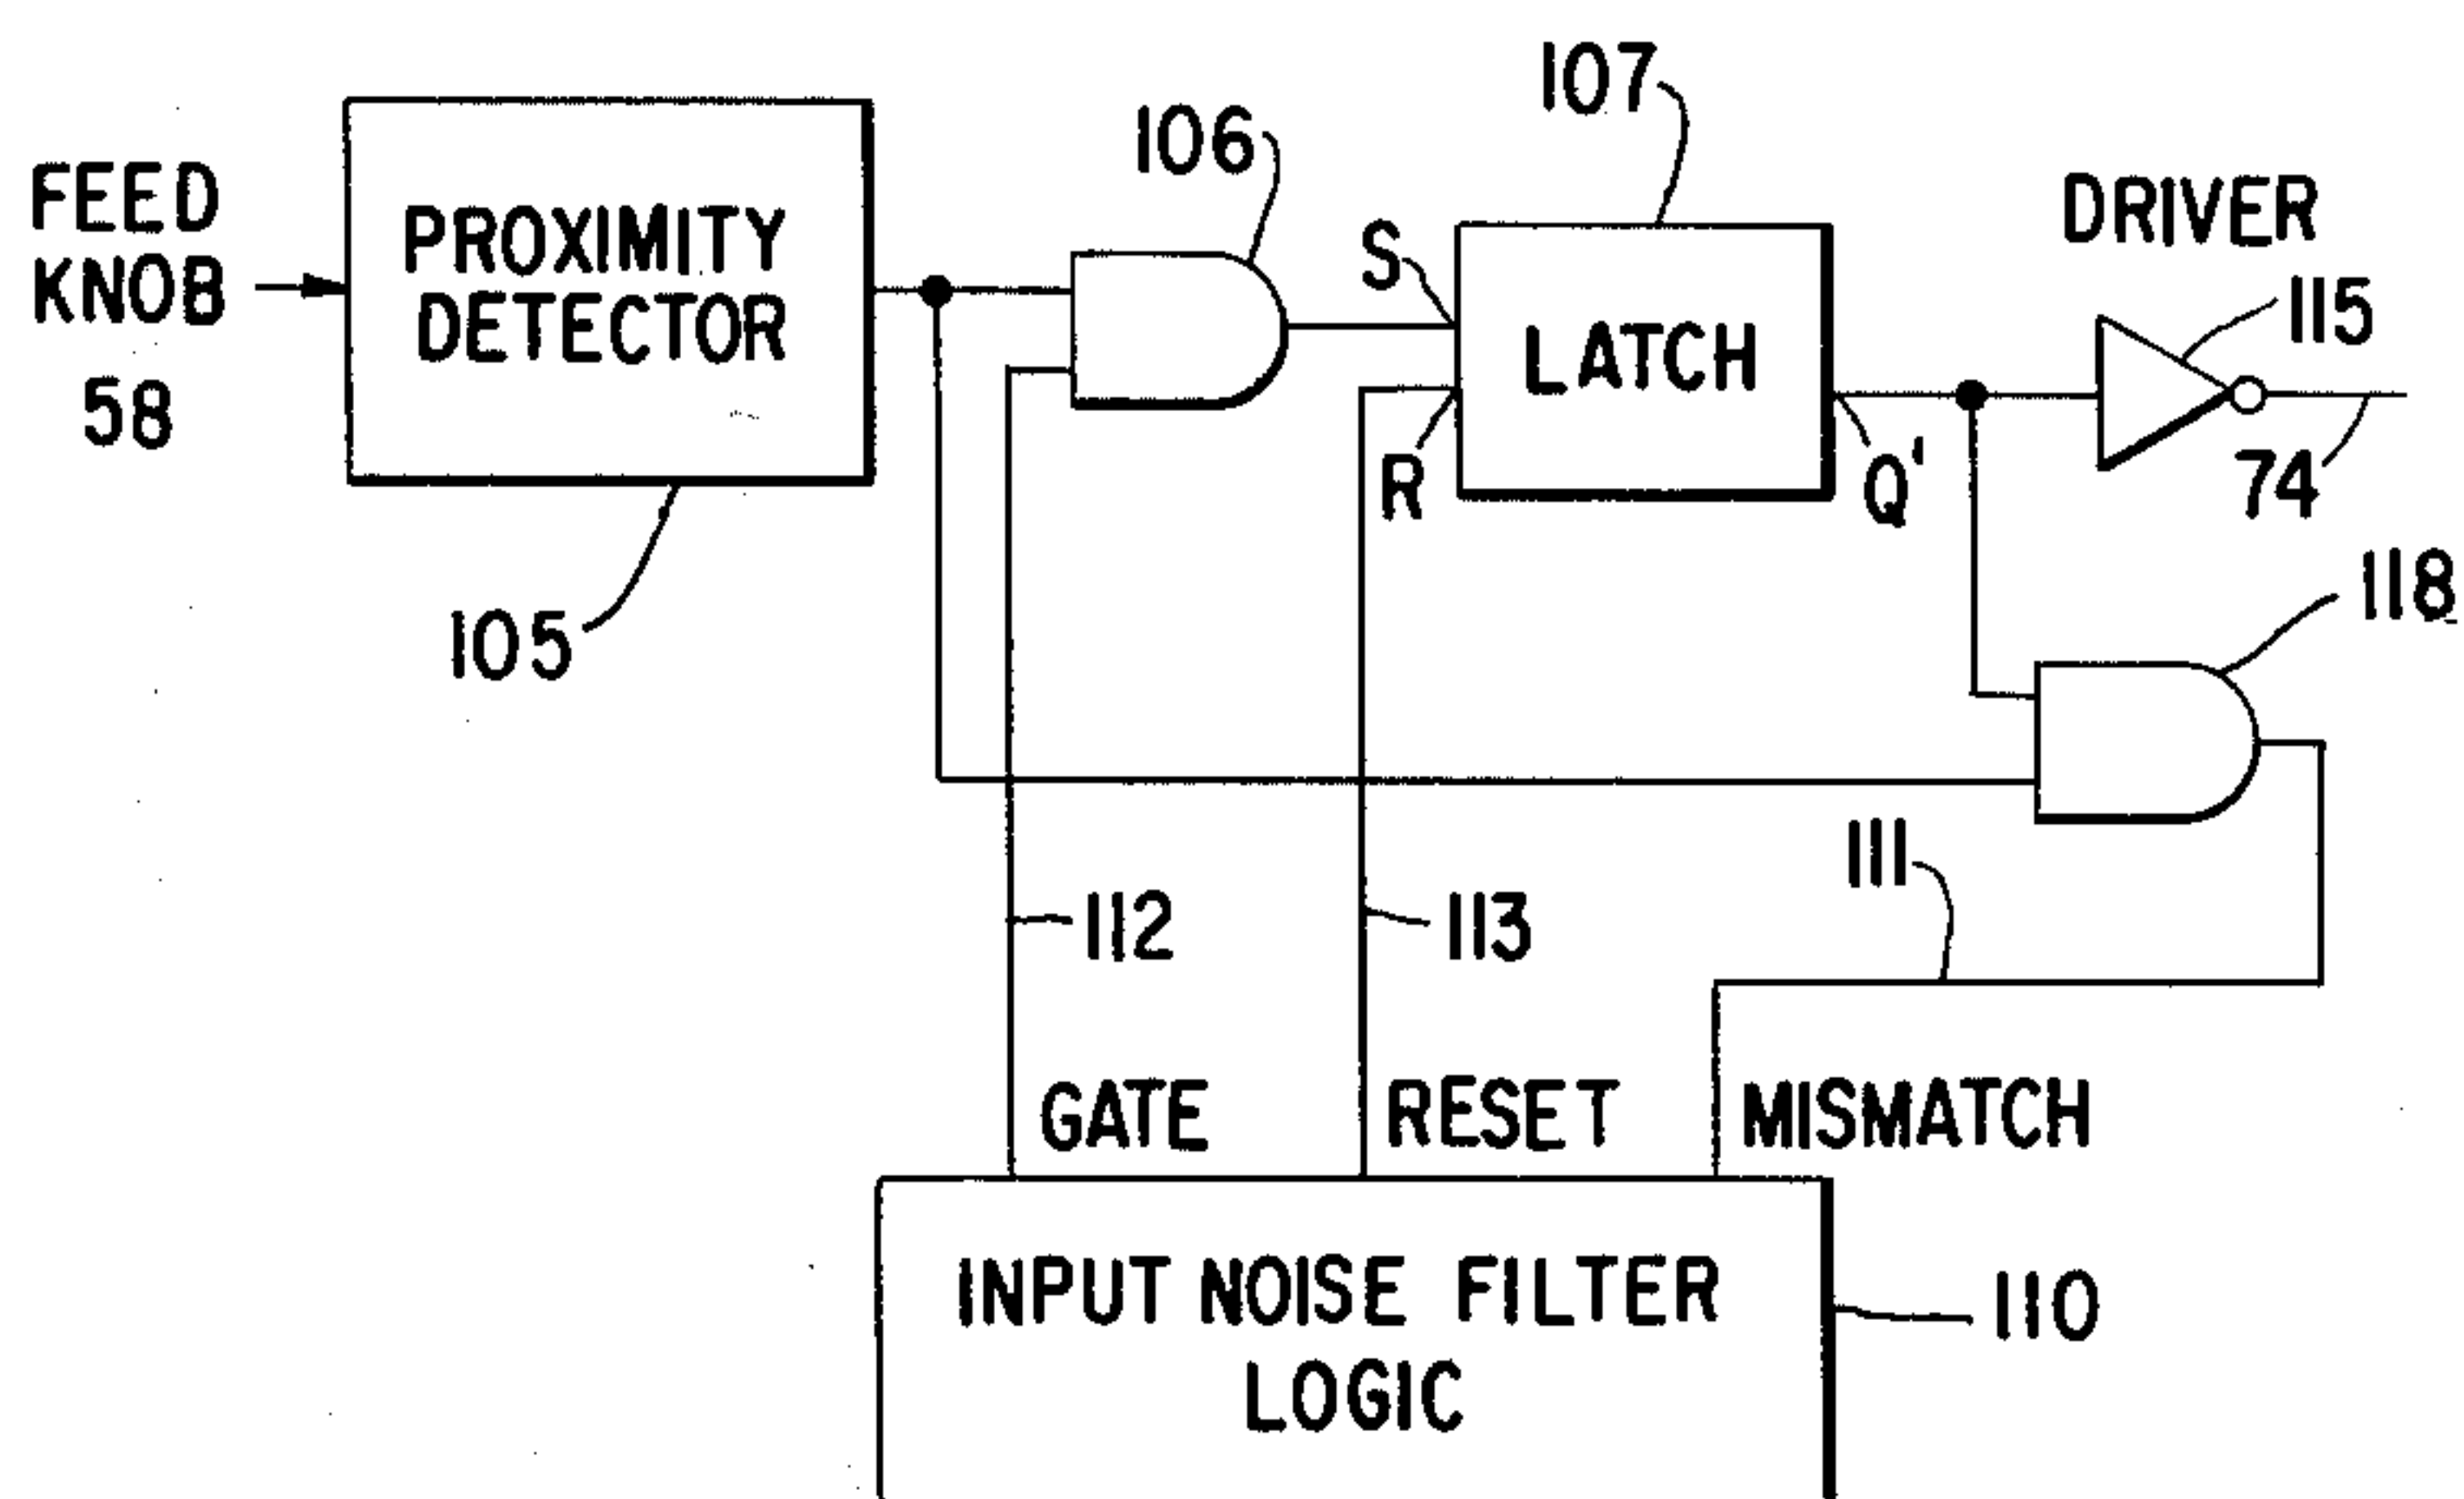 FEED
KNOB
58
PROXIMITY
DETECTOR
105
106
107
S
R
LATCH
Q'
DRIVER
115
74
118
111
112
113
GATE
RESET
MISMATCH
INPUT NOISE FILTER
LOGIC
110